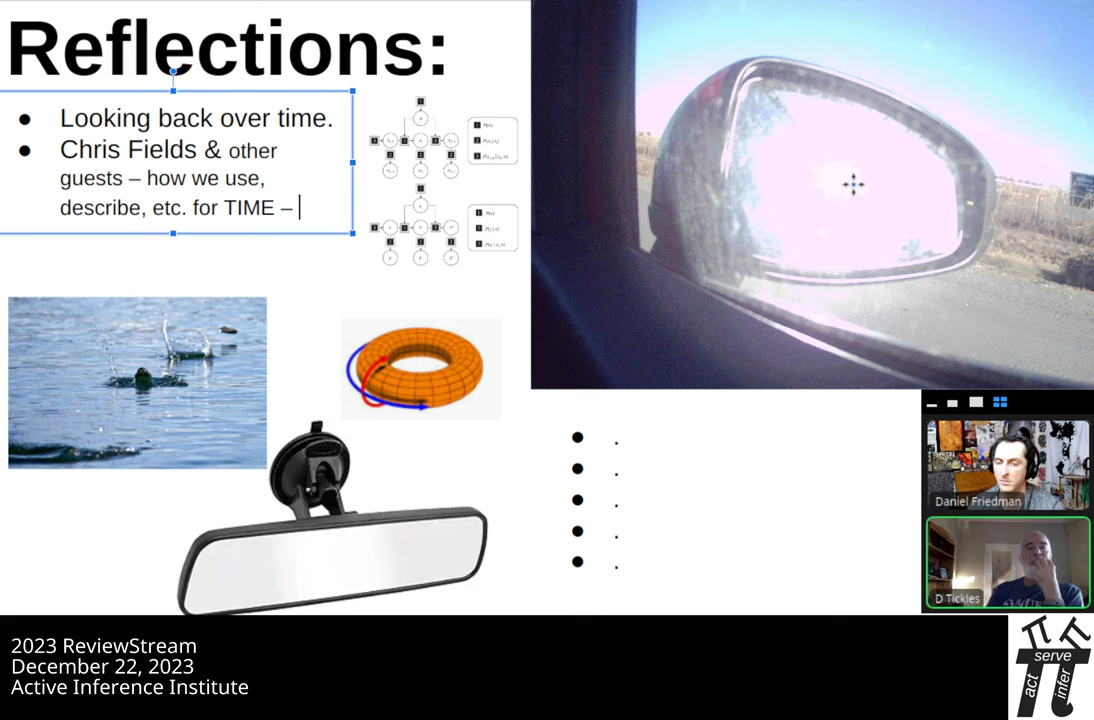 Reflections:
● Looking back over time.
● Chris Fields & other
guests – how we use,
describe, etc. for TIME –
● .
● .
● .
● .
● .
Daniel Friedman
D Tickles
2023 ReviewStream
December 22, 2023
Active Inference Institute
serve
act
infer